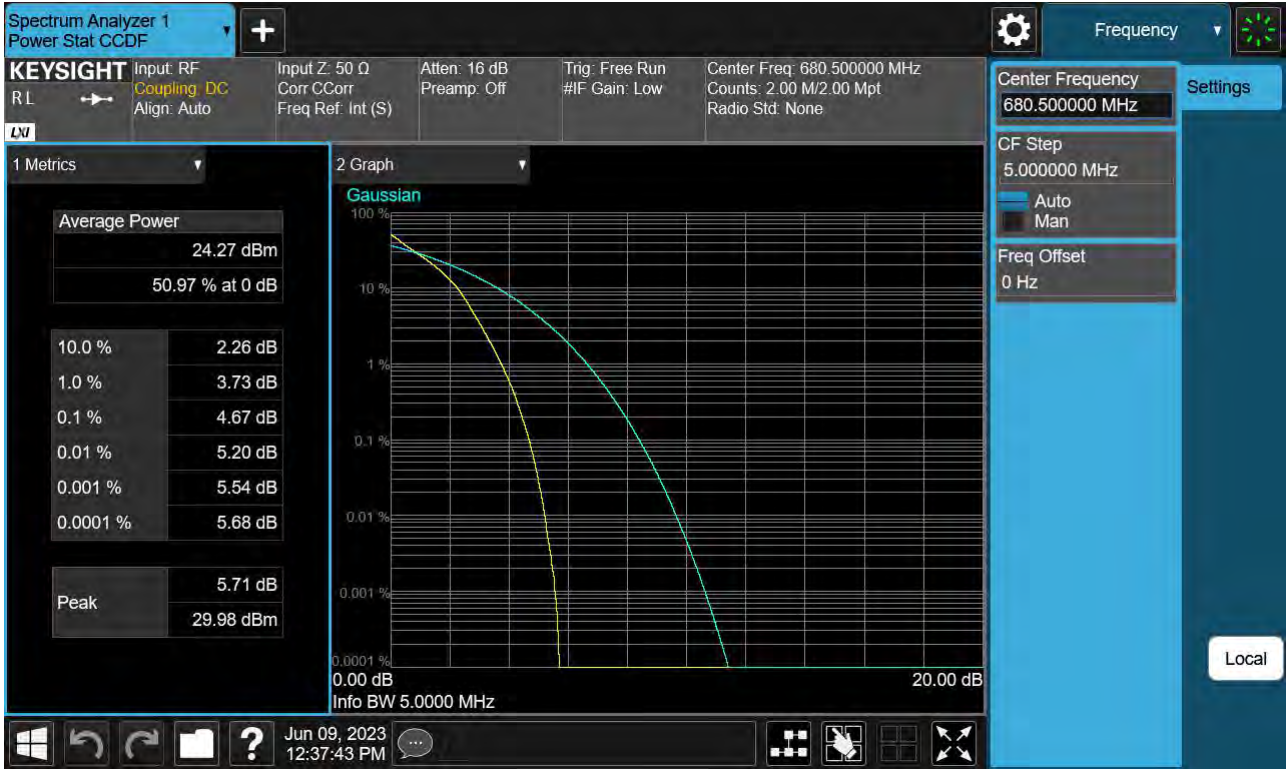 Spectrum Analyzer 1
Power Stat CCDF
Frequency
KEYSIGHT
RL
LXI
Input: RF
Coupling: DC
Align: Auto
Input Z: 50 Ω
Corr CCorr
Freq Ref: Int (S)
Atten: 16 dB
Preamp: Off
Trig: Free Run
#IF Gain: Low
Center Freq: 680.500000 MHz
Counts: 2.00 M/2.00 Mpt
Radio Std: None
Center Frequency
680.500000 MHz
Settings
CF Step
5.000000 MHz
Auto
Man
Freq Offset
0 Hz
Local
1 Metrics
Average Power
24.27 dBm
50.97 % at 0 dB
10.0 % 2.26 dB
1.0 % 3.73 dB
0.1 % 4.67 dB
0.01 % 5.20 dB
0.001 % 5.54 dB
0.0001 % 5.68 dB
Peak
5.71 dB
29.98 dBm
2 Graph
Gaussian
100 %
10 %
1 %
0.1 %
0.01 %
0.001 %
0.0001 %
0.00 dB 20.00 dB
Info BW 5.0000 MHz
Jun 09, 2023
12:37:43 PM